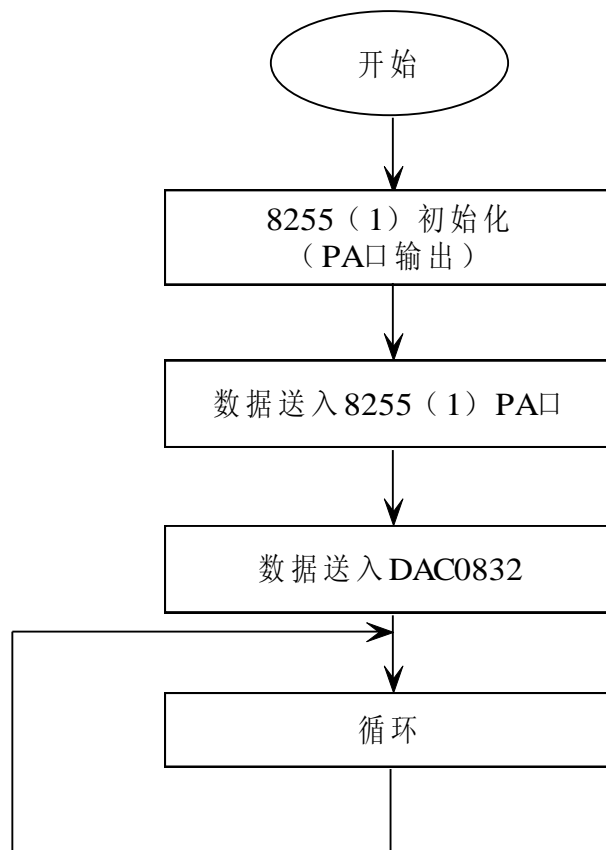 开始
8255（1）初始化
（PA口输出）
数据送入8255（1）PA口
数据送入DAC0832
循环